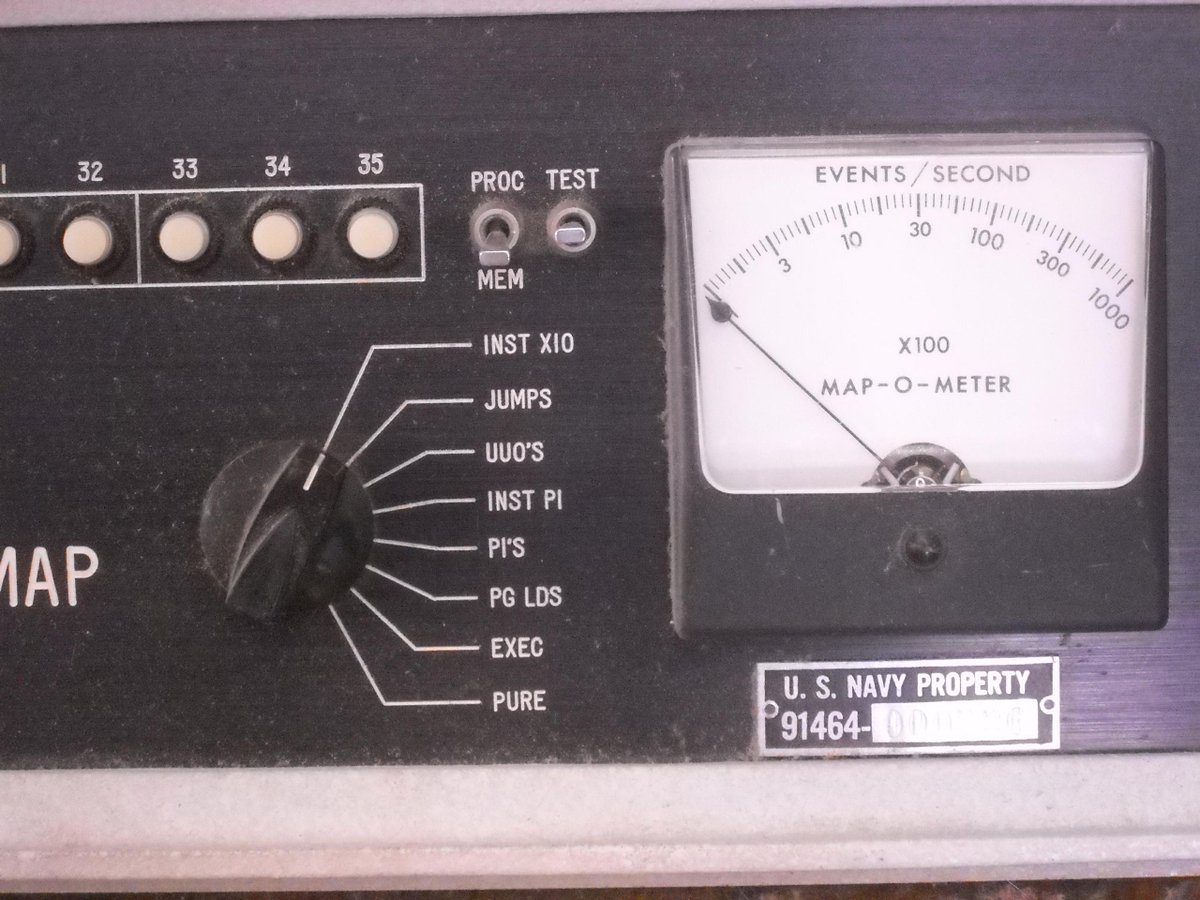 32 33 34 35
PROC TEST
MEM
EVENTS/SECOND
3 10 30 100 300 1000
X100
MAP-O-METER
INST XIO
JUMPS
UUO'S
INST PI
PI'S
PG LDS
EXEC
PURE
MAP
U. S. NAVY PROPERTY
91464-